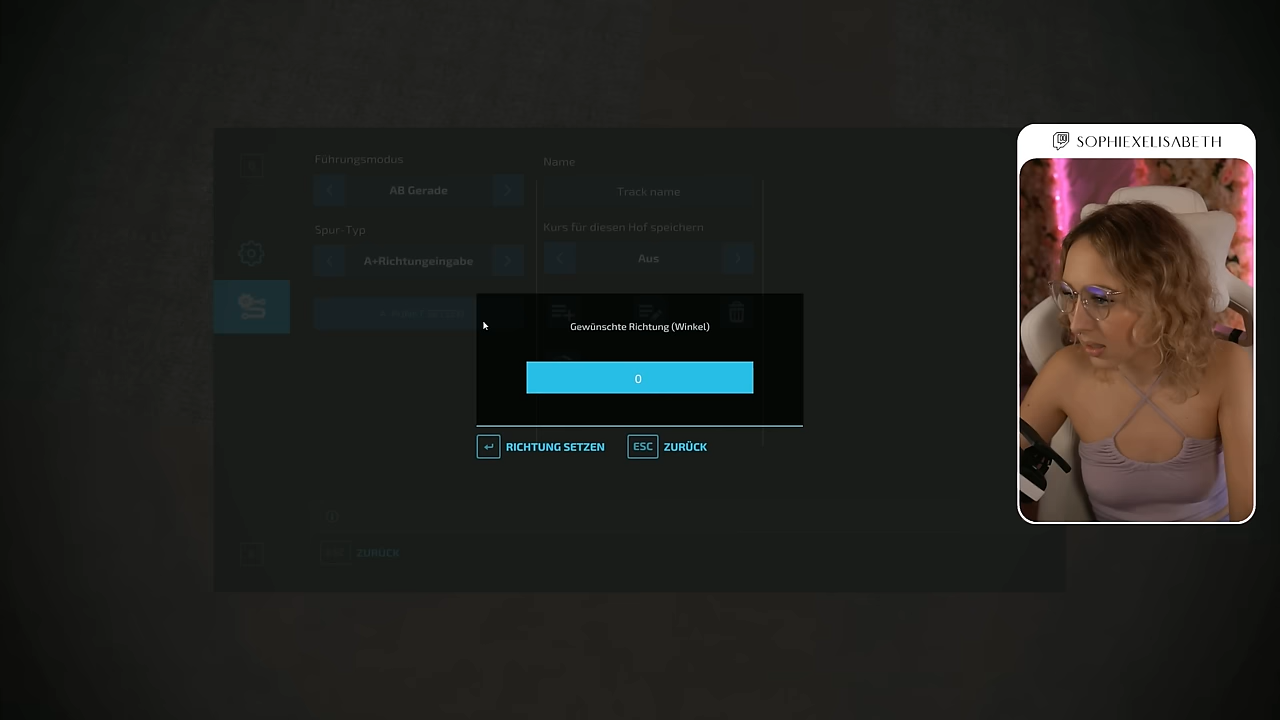 SOPHIEXELISABETH
Führungsmodus
AB Gerade
Name
Track name
Spur-Typ
A+Richtungeingabe
Kurs für diesen Hof speichern
Aus
Gewünschte Richtung (Winkel)
0
RICHTUNG SETZEN
ESC ZURÜCK
ZURÜCK